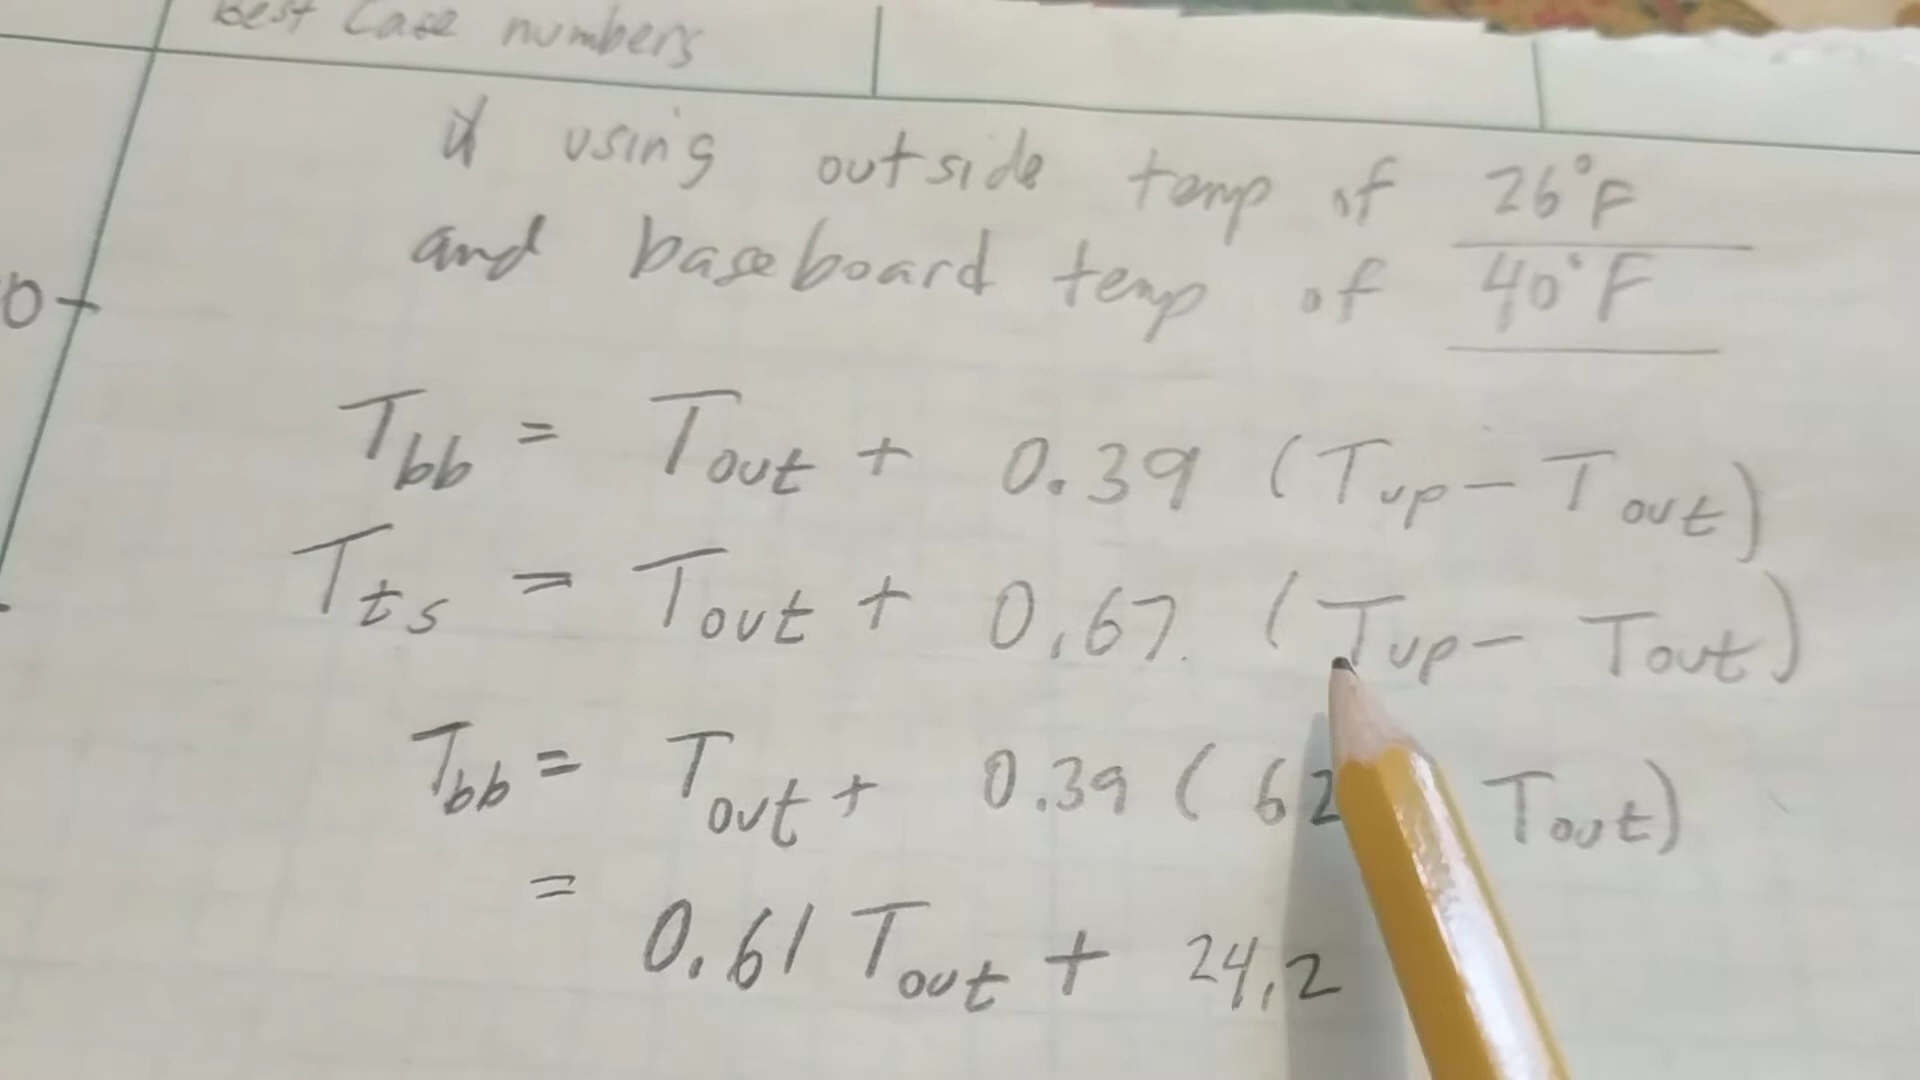 Best Case numbers
if using outside temp of 26°F
and baseboard temp of 40°F
0
Tbb = Tout + 0.39 (Tup - Tout)
Tts = Tout + 0.67 (Tup - Tout)
Tbb = Tout + 0.39 ( 62 Tout)
= 0.61 Tout + 24.2